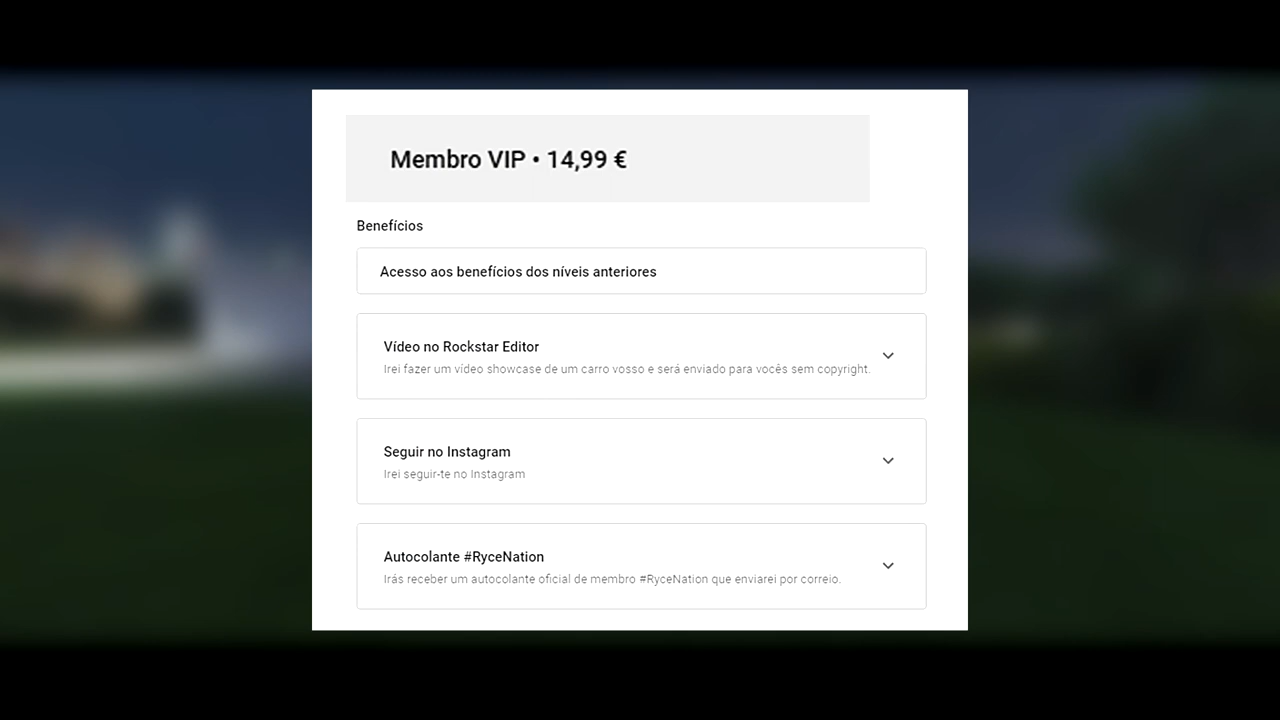 Membro VIP • 14,99 €
Benefícios
Acesso aos benefícios dos níveis anteriores
Vídeo no Rockstar Editor
Irei fazer um vídeo showcase de um carro vosso e será enviado para vocês sem copyright.
Seguir no Instagram
Irei seguir-te no Instagram
Autocolante #RyceNation
Irás receber um autocolante oficial de membro #RyceNation que enviarei por correio.